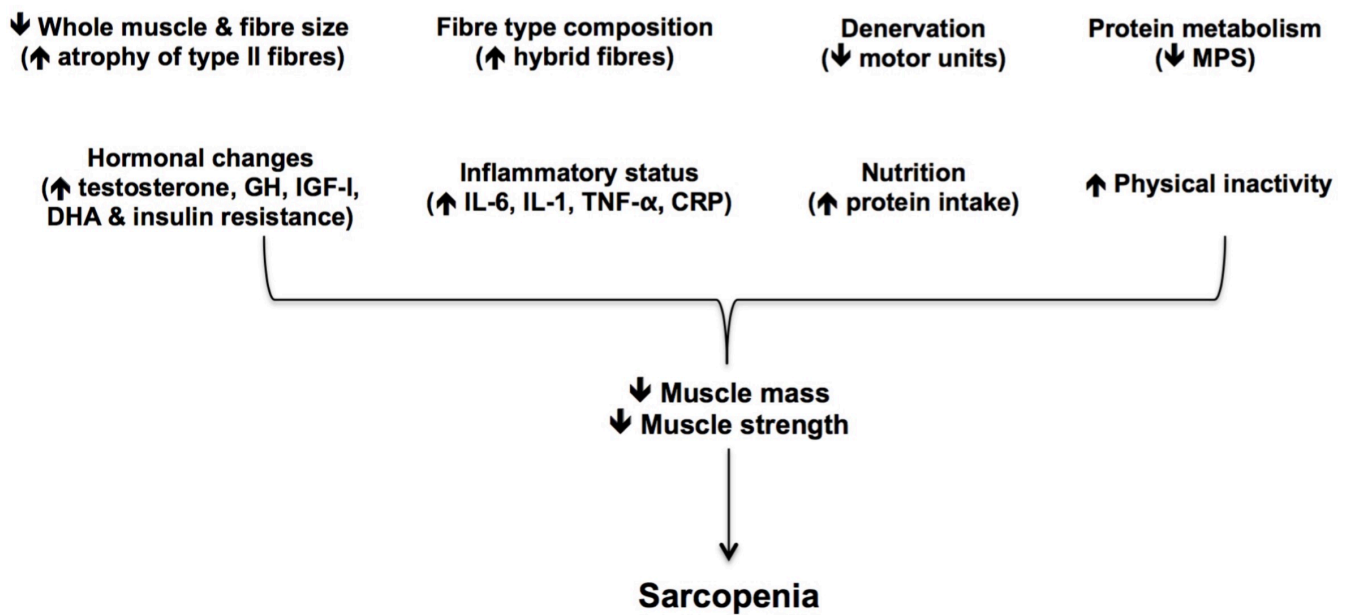 🡻 Whole muscle & fibre size
(🡹 atrophy of type II fibres)
Fibre type composition
(🡹 hybrid fibres)
Denervation
(🡻 motor units)
Protein metabolism
(🡻 MPS)
Hormonal changes
(🡹 testosterone, GH, IGF-I,
DHA & insulin resistance)
Inflammatory status
(🡹 IL-6, IL-1, TNF-α, CRP)
Nutrition
(🡹 protein intake)
🡹 Physical inactivity
🡻 Muscle mass
🡻 Muscle strength
Sarcopenia